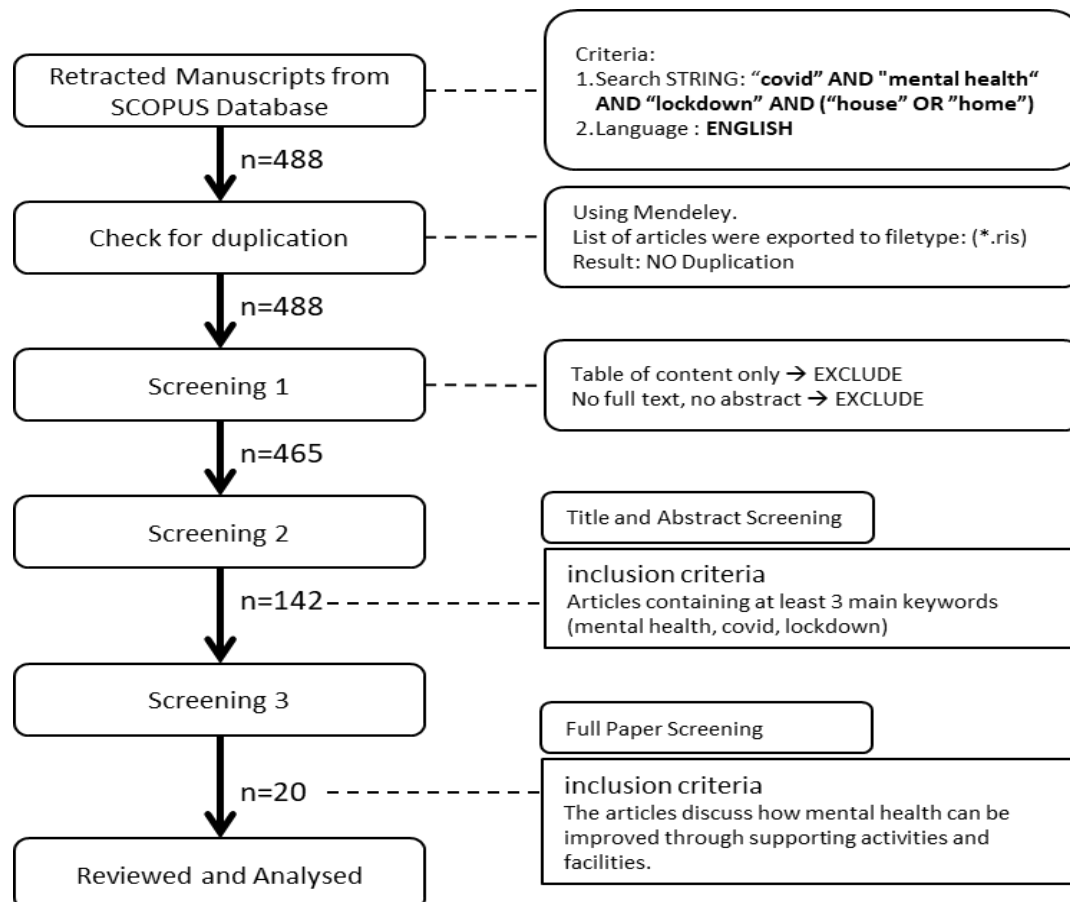 Retracted Manuscripts from
SCOPUS Database
Criteria:
1.Search STRING: “covid” AND "mental health“
AND “lockdown” AND (“house” OR ”home”)
2.Language : ENGLISH
n=488
Check for duplication
Using Mendeley.
List of articles were exported to filetype: (*.ris)
Result: NO Duplication
n=488
Screening 1
Table of content only → EXCLUDE
No full text, no abstract → EXCLUDE
n=465
Screening 2
Title and Abstract Screening
n=142
inclusion criteria
Articles containing at least 3 main keywords
(mental health, covid, lockdown)
Screening 3
Full Paper Screening
n=20
inclusion criteria
The articles discuss how mental health can be
improved through supporting activities and
facilities.
Reviewed and Analysed